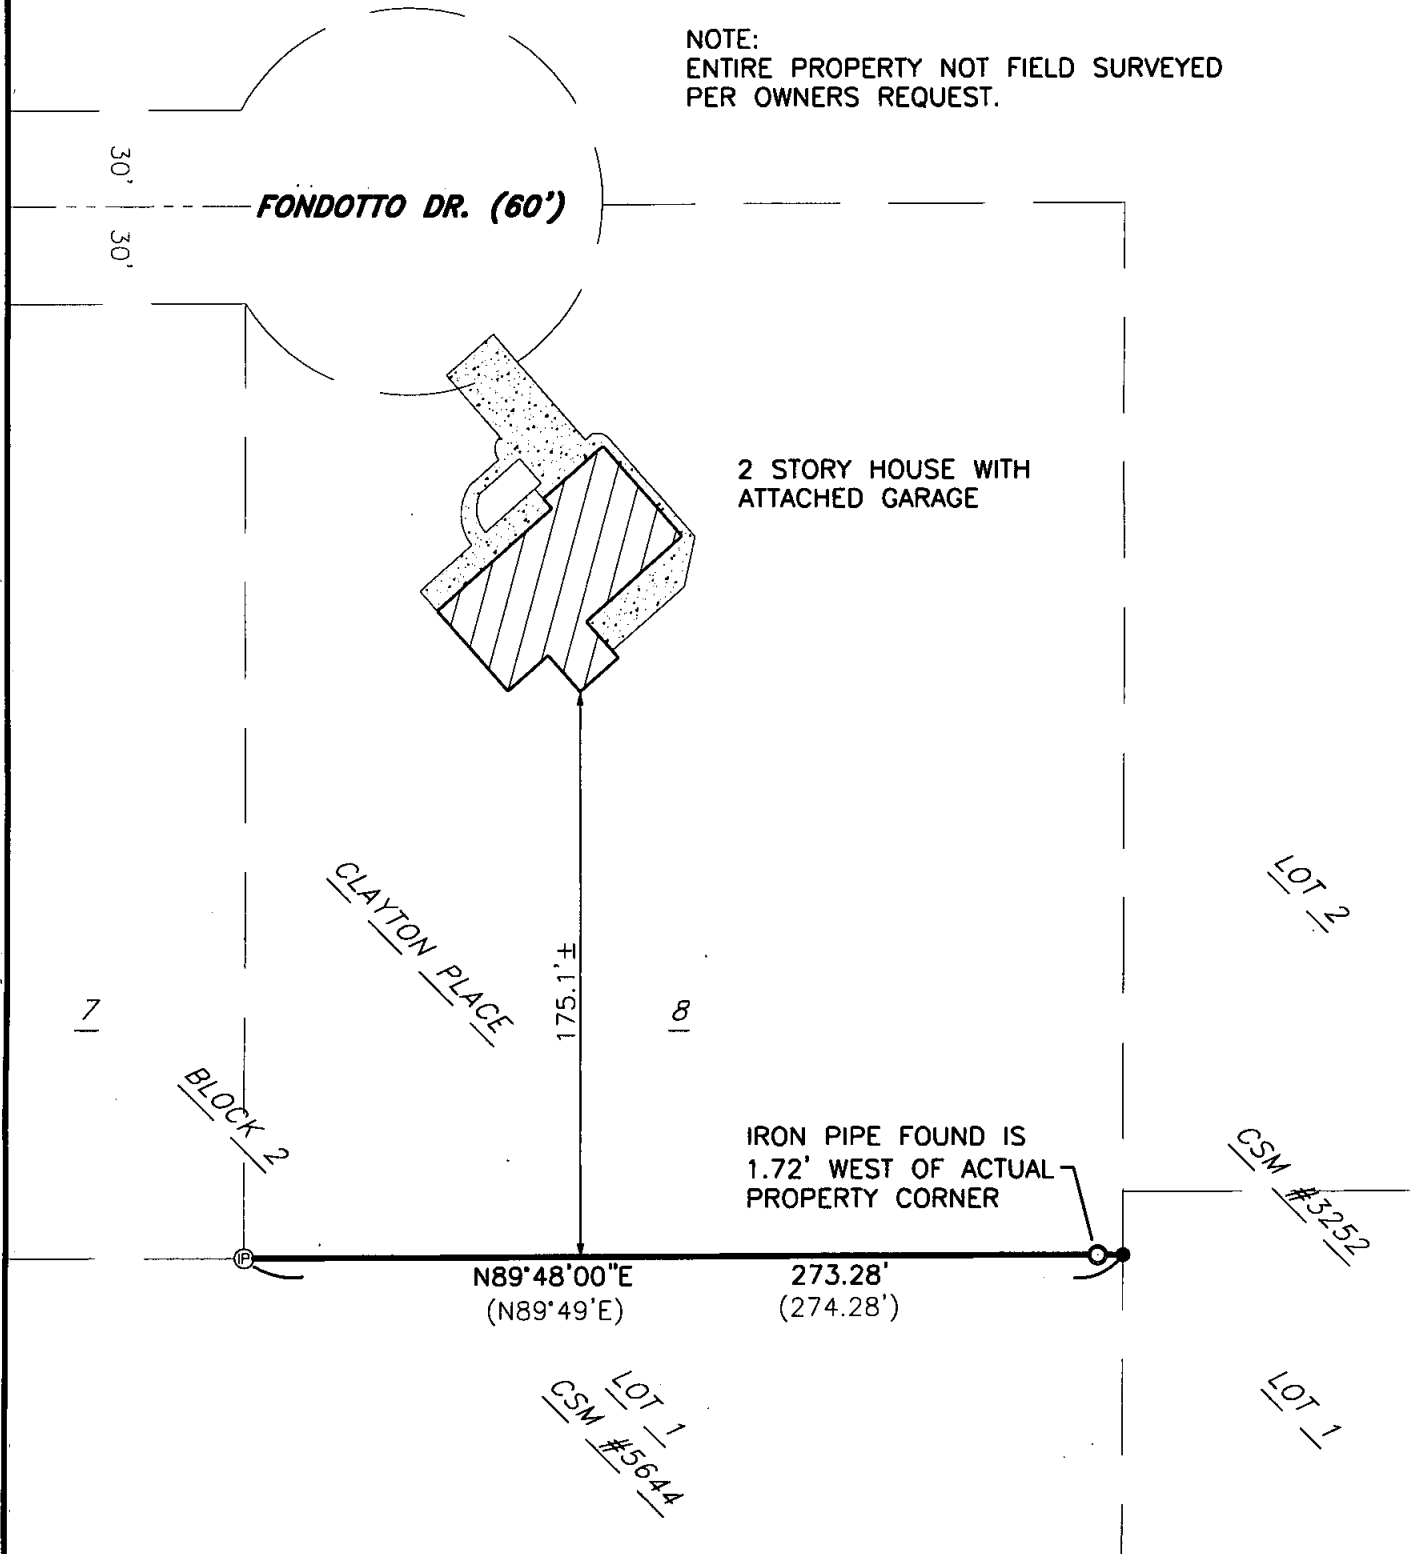 NOTE:
ENTIRE PROPERTY NOT FIELD SURVEYED
PER OWNERS REQUEST.
30'
FONDOTTO DR. (60')
30'
2 STORY HOUSE WITH
ATTACHED GARAGE
LOT 2
CLAYTON PLACE
175.1'±
7
8
BLOCK 2
IRON PIPE FOUND IS
1.72' WEST OF ACTUAL
PROPERTY CORNER
CSM #3252
IP
N89°48'00"E
273.28'
(N89°49'E)
(274.28')
LOT 1
CSM #5644
LOT 1